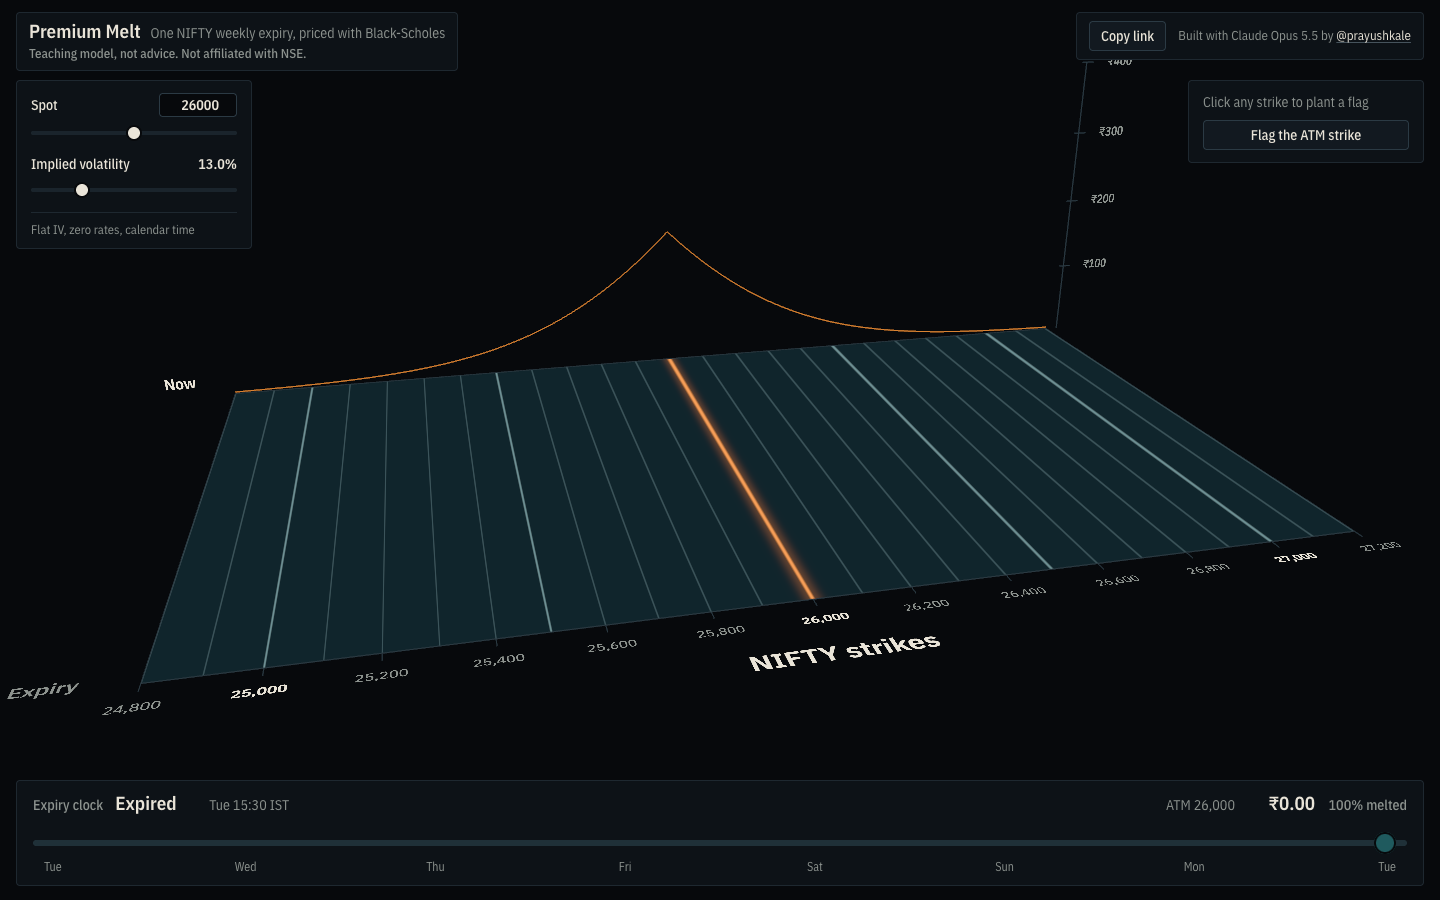 Premium Melt One NIFTY weekly expiry, priced with Black-Scholes
Teaching model, not advice. Not affiliated with NSE.
Copy link Built with Claude Opus 5.5 by @prayushkale
Spot 26000
Implied volatility 13.0%
Flat IV, zero rates, calendar time
Click any strike to plant a flag
Flag the ATM strike
₹400
₹300
₹200
₹100
Now
Expiry
24,800
25,000
25,200
25,400
25,600
25,800
26,000
26,200
26,400
26,600
26,800
27,000
27,200
NIFTY strikes
Expiry clock Expired Tue 15:30 IST ATM 26,000 ₹0.00 100% melted
Tue Wed Thu Fri Sat Sun Mon Tue